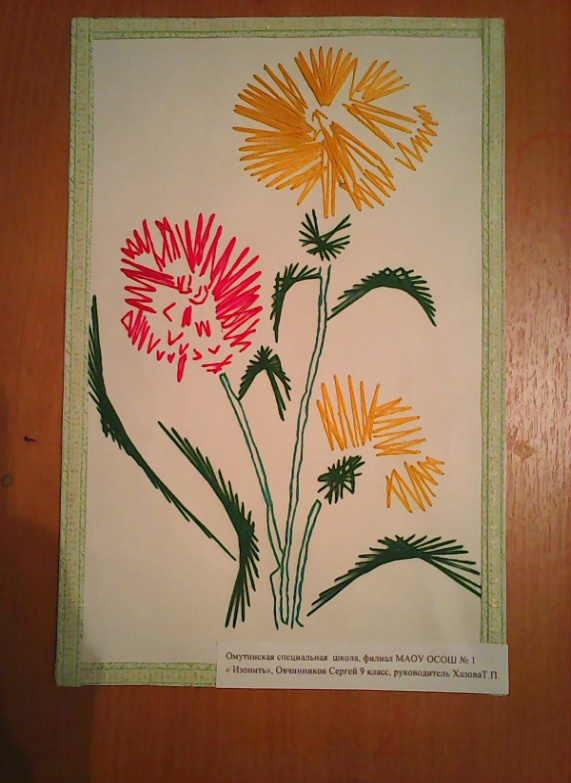 Омутинская специальная школа, филиал МАОУ ОСОШ № 1
« Изонить», Овчинников Сергей 9 класс, руководитель ХазоваТ.П.